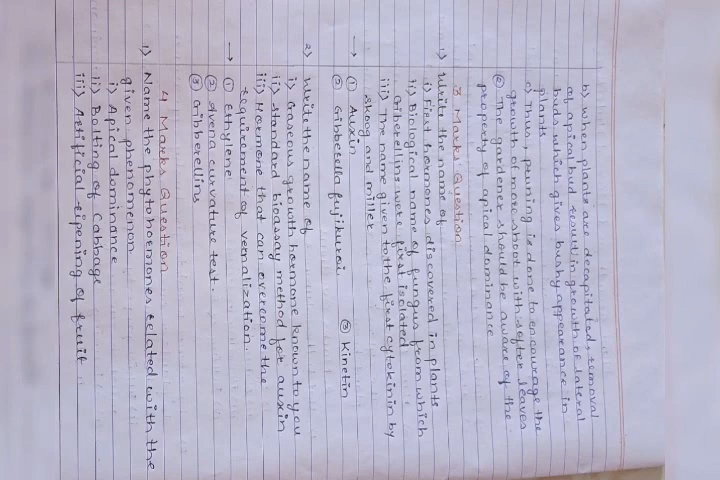 b) when plants are decapitated, removal
of apical bud result in growth of lateral
buds which gives bushy appearance in
plants
c) Thus, pruning is done to encourage the
growth of more shoot with softer leaves
② The gardener should be aware of the
property of apical dominance
3 Marks Question
1) Write the name of
i) First hormones discovered in plants
ii) Biological name of fungus from which
Giberellins were first isolated
iii) The name given to the first cytokinin by
skoog and miller
→ ① Auxin
② Gibberella fujikuroi ③ Kinetin
2) Write the name of
i) Gaseous growth hormone known to you
ii) Standard bioassay method for auxin
iii) Hormone that can overcome the
requirement of vernalization.
→ ① Ethylene
② Avena curvature test.
③ Gibberellins
4 Marks Question
1) Name the phytohormones related with the
given phenomenon
i) Apical dominance
ii) Bolting of Cabbage
iii) Artificial ripening of fruit